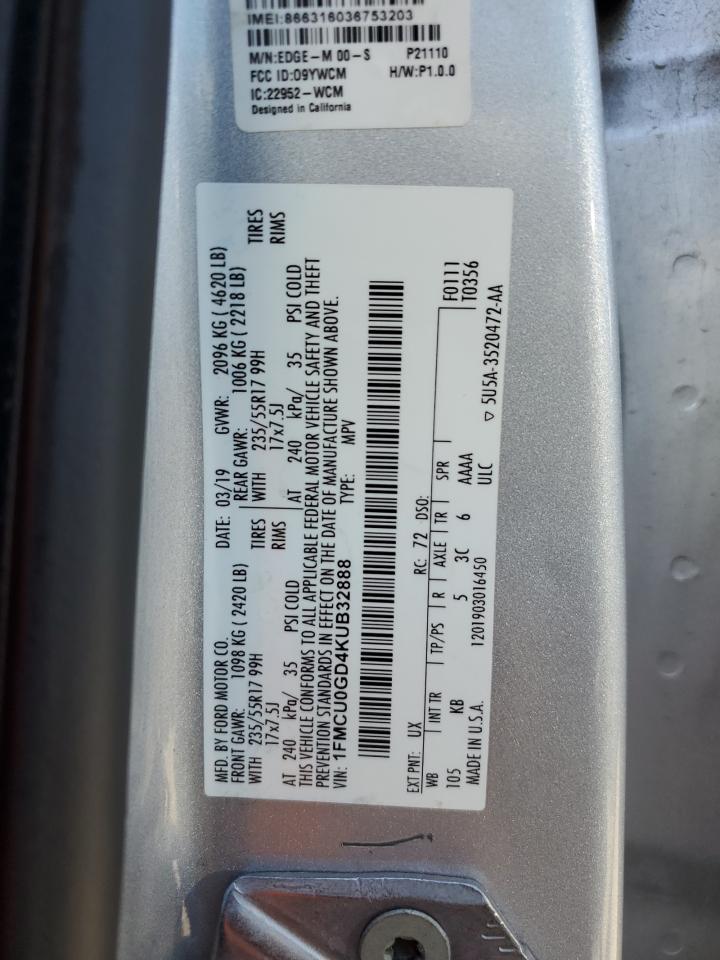 IMEI:866316036753203
M/N:EDGE-M 00-S P21110
FCC ID:O9YWCM H/W:P1.0.0
IC:22952-WCM
Designed in California
MFD. BY FORD MOTOR CO.
DATE: 03/19 GVWR: 2096 KG ( 4620 LB)
FRONT GAWR: 1098 KG ( 2420 LB) REAR GAWR: 1006 KG ( 2218 LB)
WITH 235/55R17 99H TIRES WITH 235/55R17 99H TIRES
17x7.5J RIMS 17x7.5J RIMS
AT 240 kPa/ 35 PSI COLD AT 240 kPa/ 35 PSI COLD
THIS VEHICLE CONFORMS TO ALL APPLICABLE FEDERAL MOTOR VEHICLE SAFETY AND THEFT
PREVENTION STANDARDS IN EFFECT ON THE DATE OF MANUFACTURE SHOWN ABOVE.
VIN: 1FMCU0GD4KUB32888 TYPE: MPV
EXT PNT: UX RC: 72 DSO: F0111
WB INT TR TP/PS R AXLE TR SPR T0356
105 KB 5 3C 6 AAAA
MADE IN U.S.A. 1201903016450 ULC
▽ 5U5A-3520472-AA